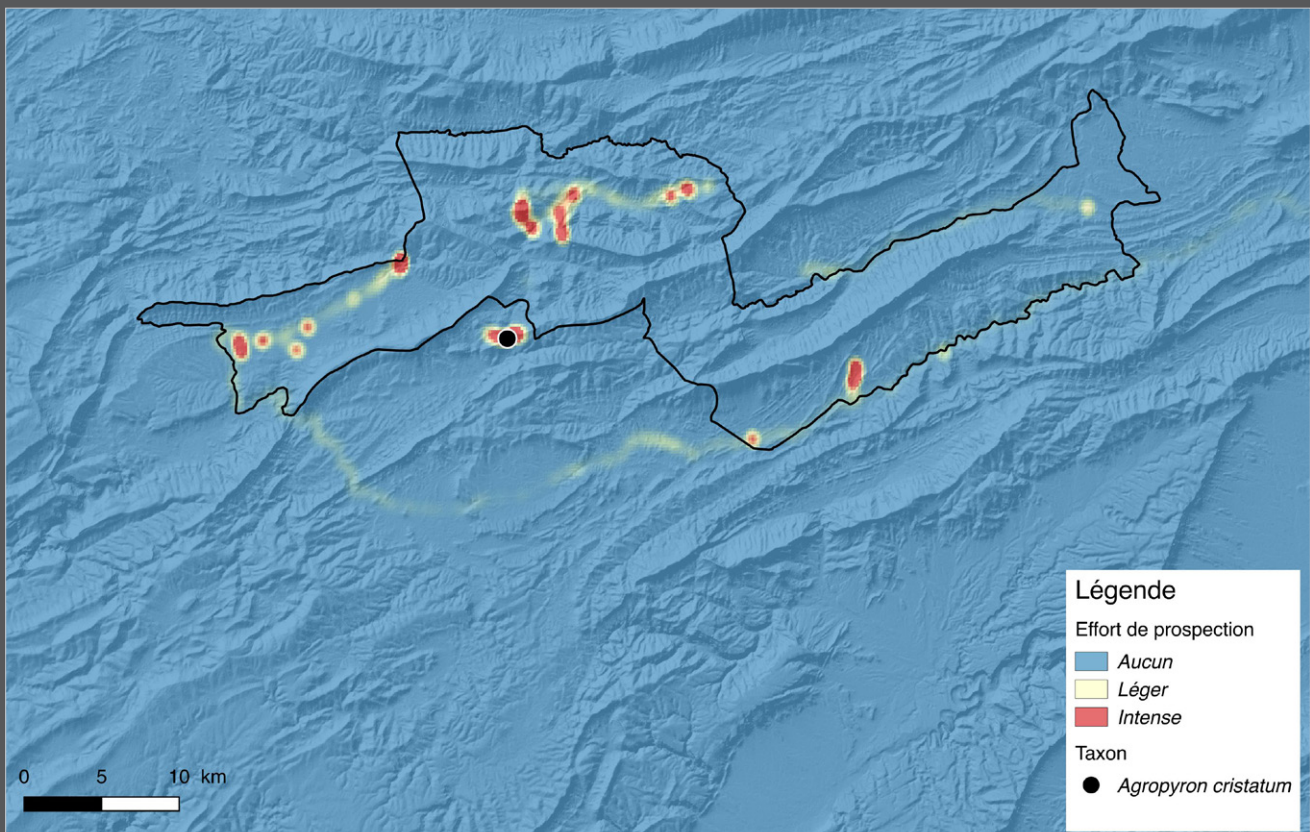 Légende
Effort de prospection
Aucun
Léger
Intense
Taxon
Agropyron cristatum
0 5 10 km